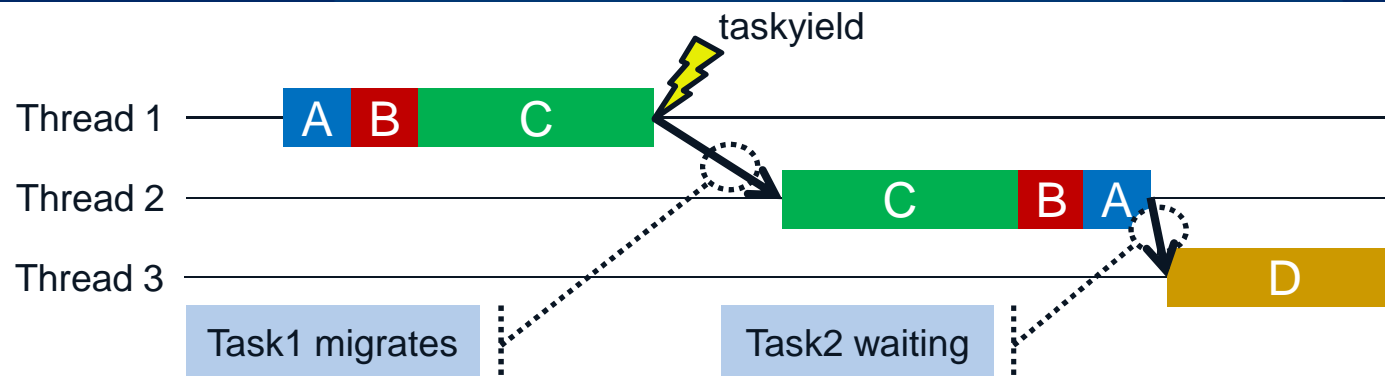 taskyield
Thread 1 A B C
Thread 2 C B A
Thread 3 D
Task1 migrates Task2 waiting